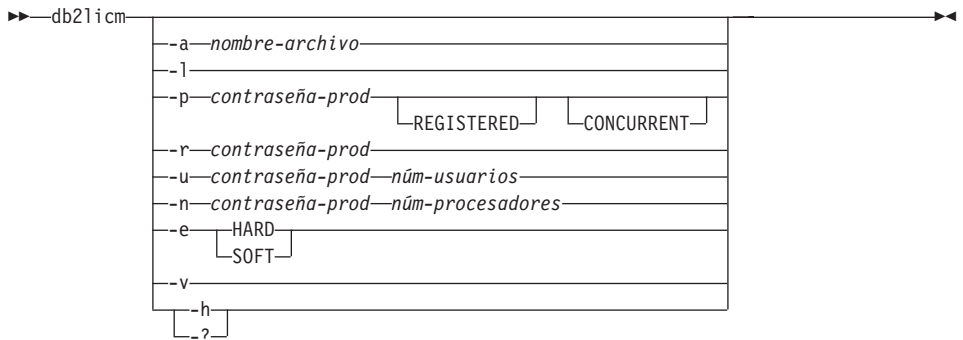 db2licm
-a nombre-archivo
-l
-p contraseña-prod
REGISTERED CONCURRENT
-r contraseña-prod
-u contraseña-prod núm-usuarios
-n contraseña-prod núm-procesadores
-e HARD
SOFT
-v
-h
-?